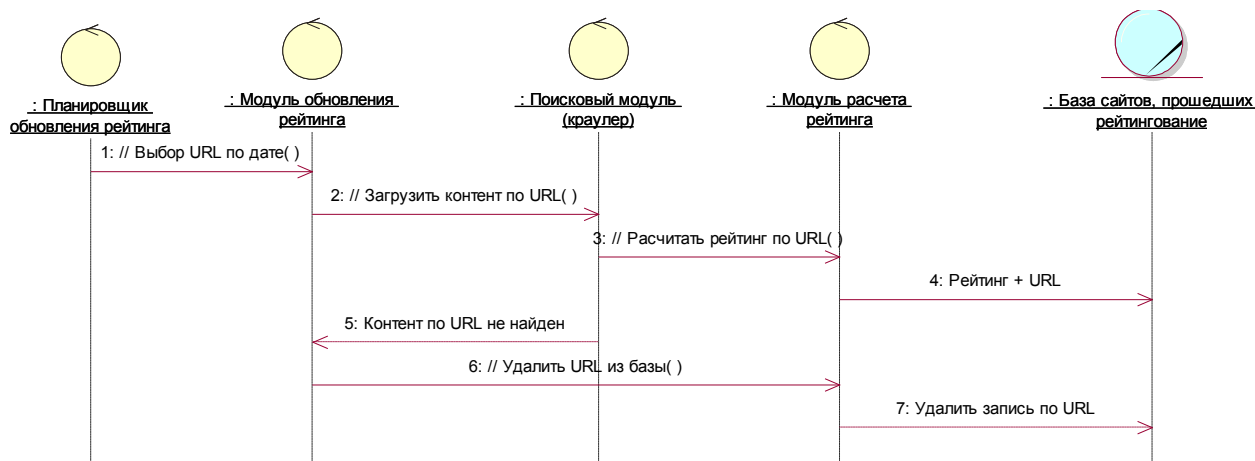 : Планировщик
обновления рейтинга
: Модуль обновления
рейтинга
: Поисковый модуль
(краулер)
: Модуль расчета
рейтинга
: База сайтов, прошедших
рейтингование
1: // Выбор URL по дате( )
2: // Загрузить контент по URL( )
3: // Расчитать рейтинг по URL( )
4: Рейтинг + URL
5: Контент по URL не найден
6: // Удалить URL из базы( )
7: Удалить запись по URL